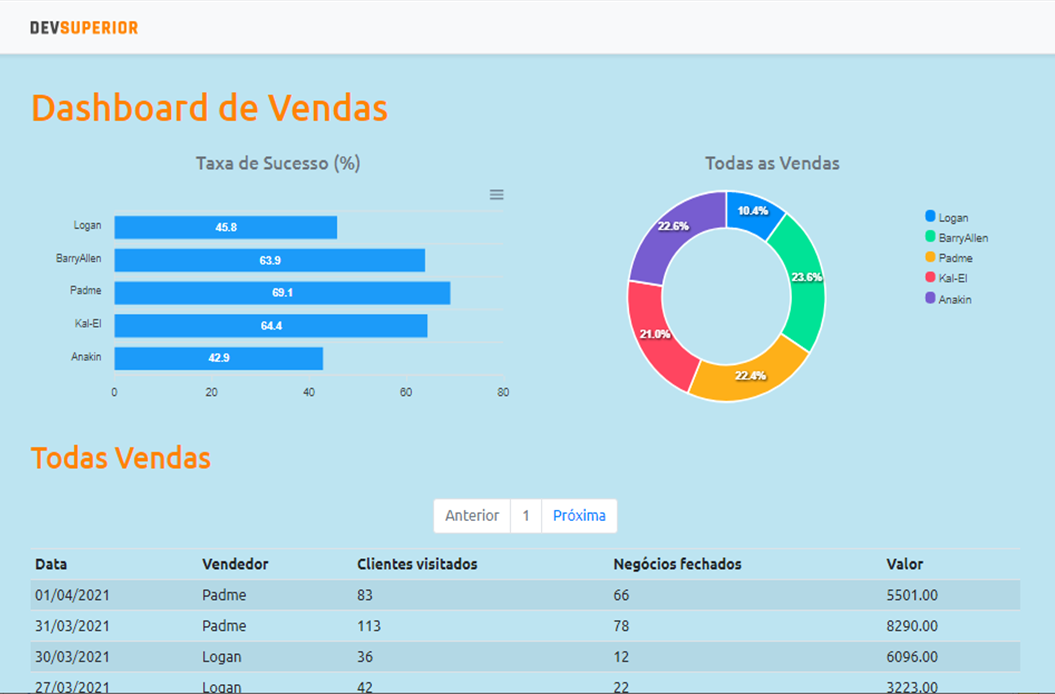 DEVSUPERIOR
Dashboard de Vendas
Taxa de Sucesso (%)
Logan 45.8
BarryAllen 63.9
Padme 69.1
Kal-El 64.4
Anakin 42.9
0 20 40 60 80
Todas as Vendas
10.4%
23.6%
22.4%
21.0%
22.6%
Logan
BarryAllen
Padme
Kal-El
Anakin
Todas Vendas
Anterior 1 Próxima
Data Vendedor Clientes visitados Negócios fechados Valor
01/04/2021 Padme 83 66 5501.00
31/03/2021 Padme 113 78 8290.00
30/03/2021 Logan 36 12 6096.00
27/03/2021 Logan 42 22 3223.00